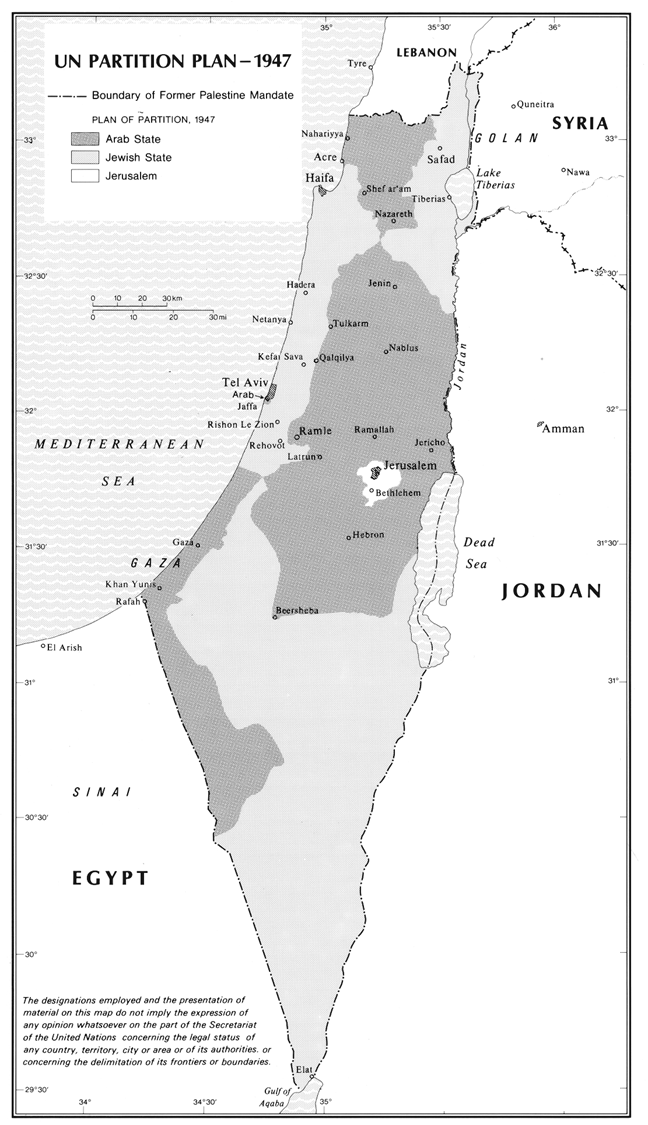 35°
35°30'
36°
UN PARTITION PLAN – 1947
Boundary of Former Palestine Mandate
PLAN OF PARTITION, 1947
Arab State
Jewish State
Jerusalem
LEBANON
Tyre
Quneitra
SYRIA
33°
Nahariyya
GOLAN
33°
Acre
Safad
Haifa
Lake
Tiberias
Nawa
Shef ar'am
Tiberias
Nazareth
32°30'
32°30'
Hadera
Jenin
0 10 20 30 km
0 10 20 30 mi
Netanya
Tulkarm
Nablus
Kefar Sava
Qalqilya
Jordan
Tel Aviv
Arab
Jaffa
32°
32°
Rishon Le Zion
Ramle
Ramallah
Amman
Rehovot
Jericho
MEDITERRANEAN
SEA
Latrun
Jerusalem
Bethlehem
31°30'
Gaza
Hebron
Dead
Sea
31°30'
GAZA
Khan Yunis
Rafah
Beersheba
JORDAN
El Arish
31°
31°
SINAI
30°30'
EGYPT
30°
The designations employed and the presentation of
material on this map do not imply the expression of
any opinion whatsoever on the part of the Secretariat
of the United Nations concerning the legal status of
any country, territory, city or area or of its authorities. or
concerning the delimitation of its frontiers or boundaries.
Elat
29°30'
Gulf of
Aqaba
34°
34°30'
35°